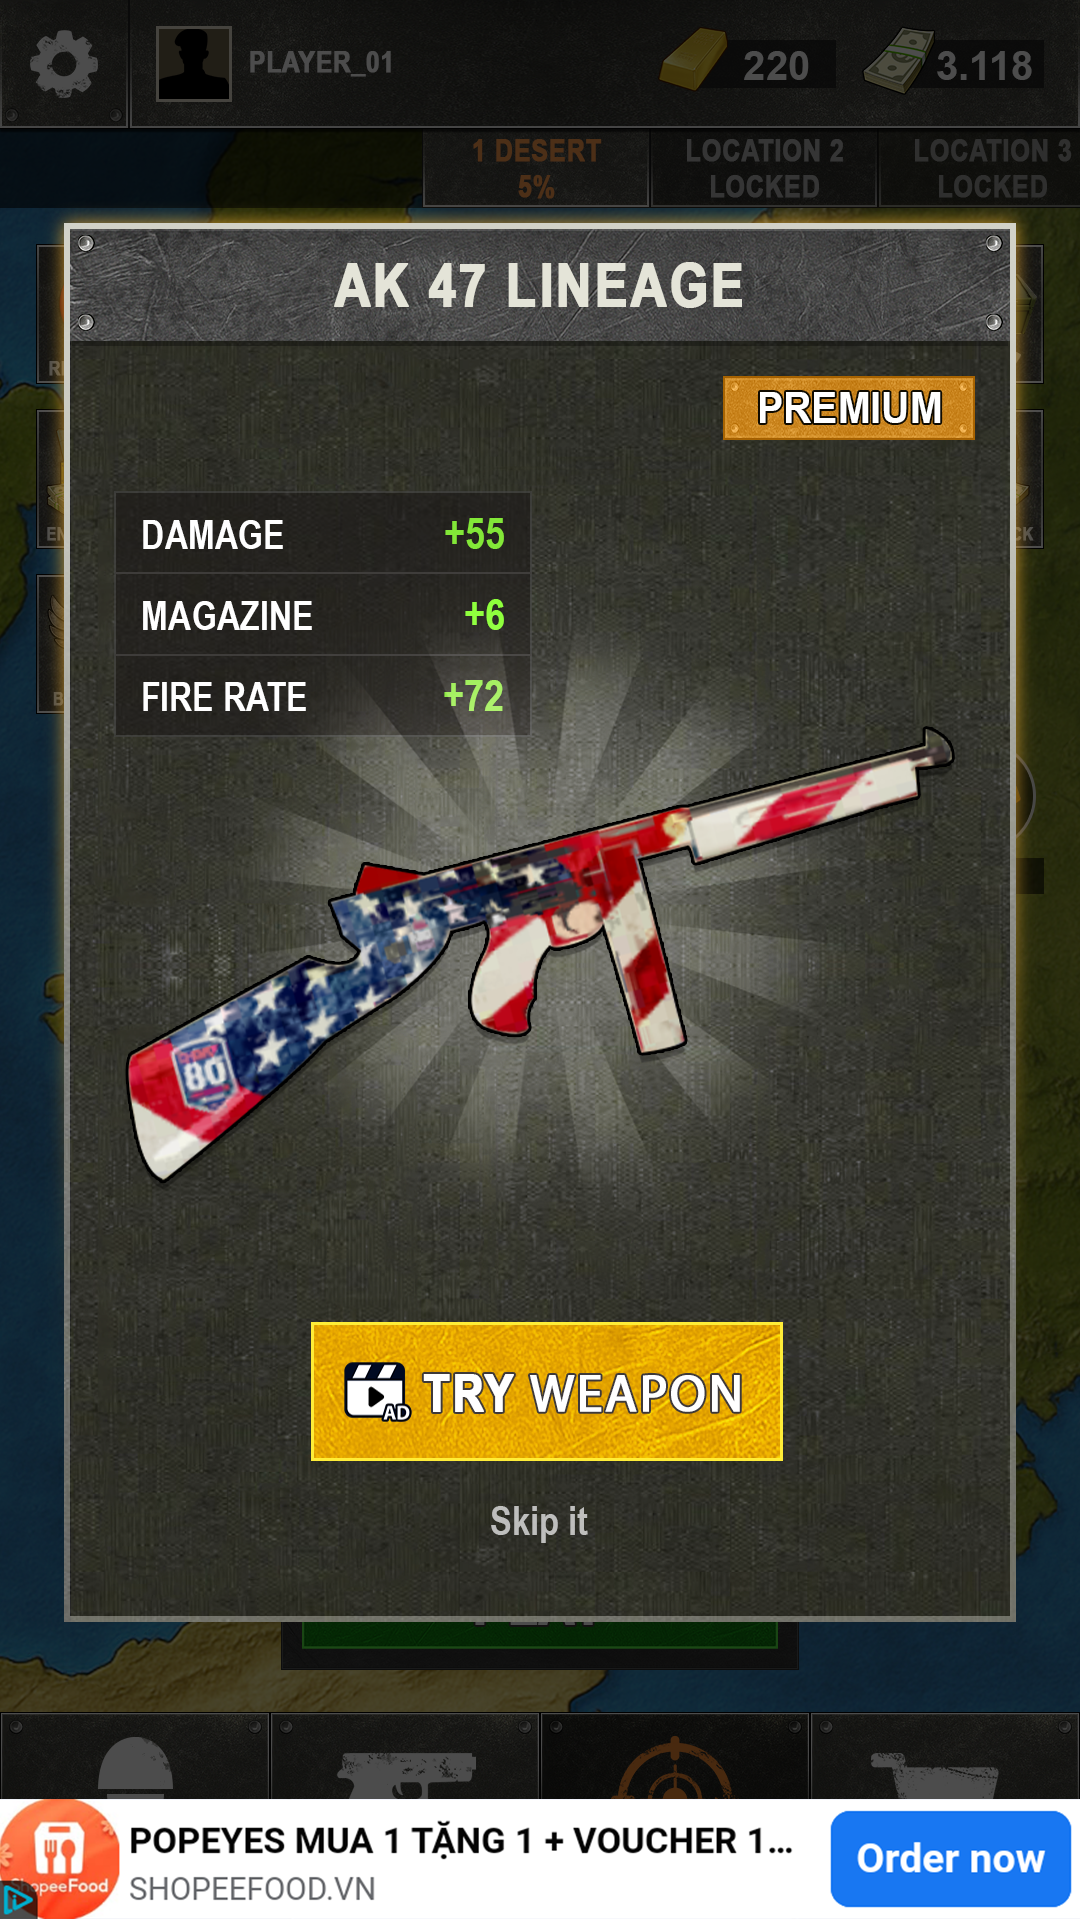 PLAYER_01
220
3.118
1 DESERT
5%
LOCATION 2
LOCKED
LOCATION 3
LOCKED
AK 47 LINEAGE
PREMIUM
DAMAGE +55
MAGAZINE +6
FIRE RATE +72
80
AD TRY WEAPON
Skip it
POPEYES MUA 1 TẶNG 1 + VOUCHER 1...
ShopeeFood
SHOPEEFOOD.VN
Order now